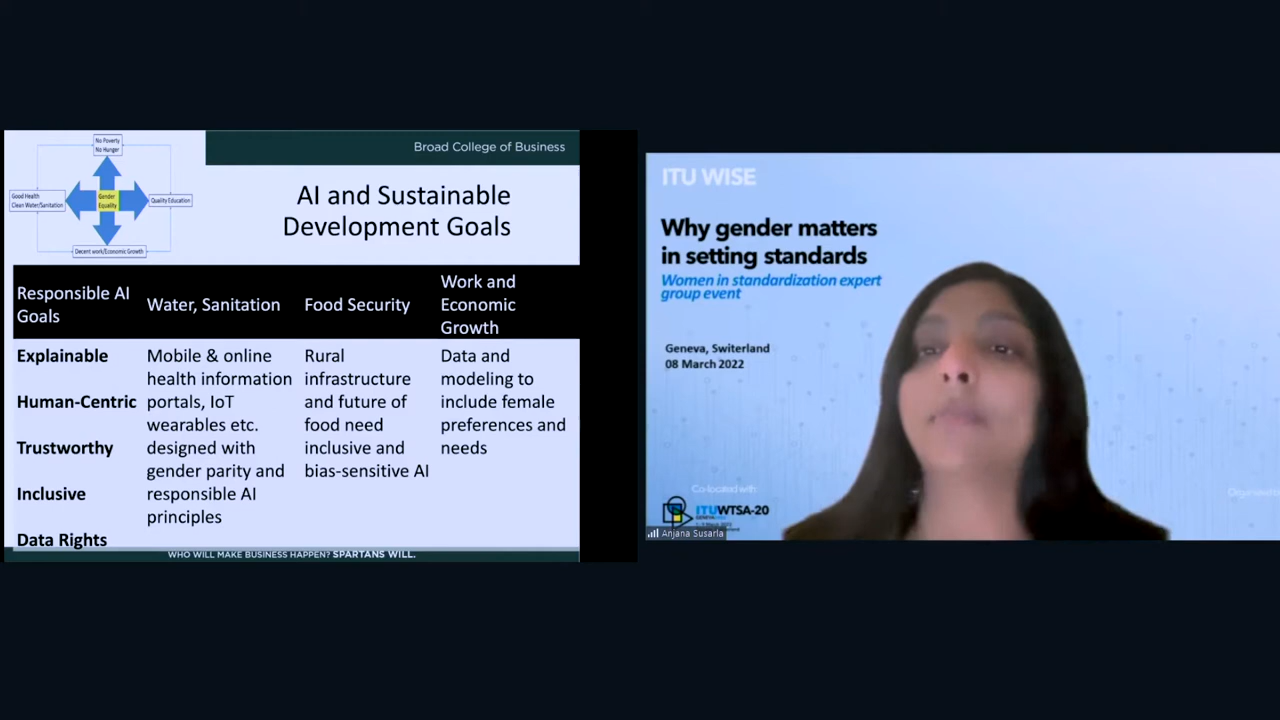 No Poverty
No Hunger
Good Health
Clean Water/Sanitation
Gender
Equality
Quality Education
Decent work/Economic Growth
Broad College of Business
AI and Sustainable
Development Goals
Responsible AI
Goals
Water, Sanitation
Food Security
Work and
Economic
Growth
Explainable
Human-Centric
Trustworthy
Inclusive
Data Rights
Mobile & online
health information
portals, IoT
wearables etc.
designed with
gender parity and
responsible AI
principles
Rural
infrastructure
and future of
food need
inclusive and
bias-sensitive AI
Data and
modeling to
include female
preferences and
needs
WHO WILL MAKE BUSINESS HAPPEN? SPARTANS WILL.
ITU WISE
Why gender matters
in setting standards
Women in standardization expert
group event
Geneva, Switerland
08 March 2022
Co-located with
ITUWTSA-20
Anjana Susarla